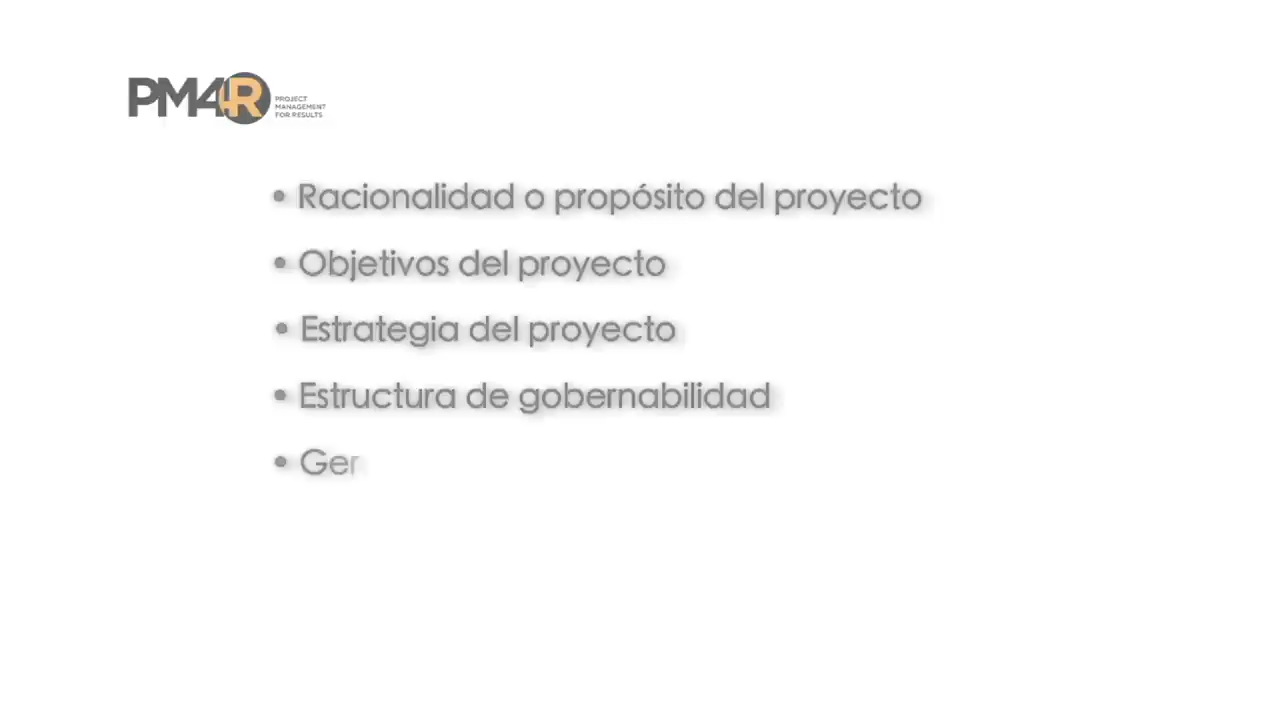 PM4R PROJECT
MANAGEMENT
FOR RESULTS
• Racionalidad o propósito del proyecto
• Objetivos del proyecto
• Estrategia del proyecto
• Estructura de gobernabilidad
• Ger